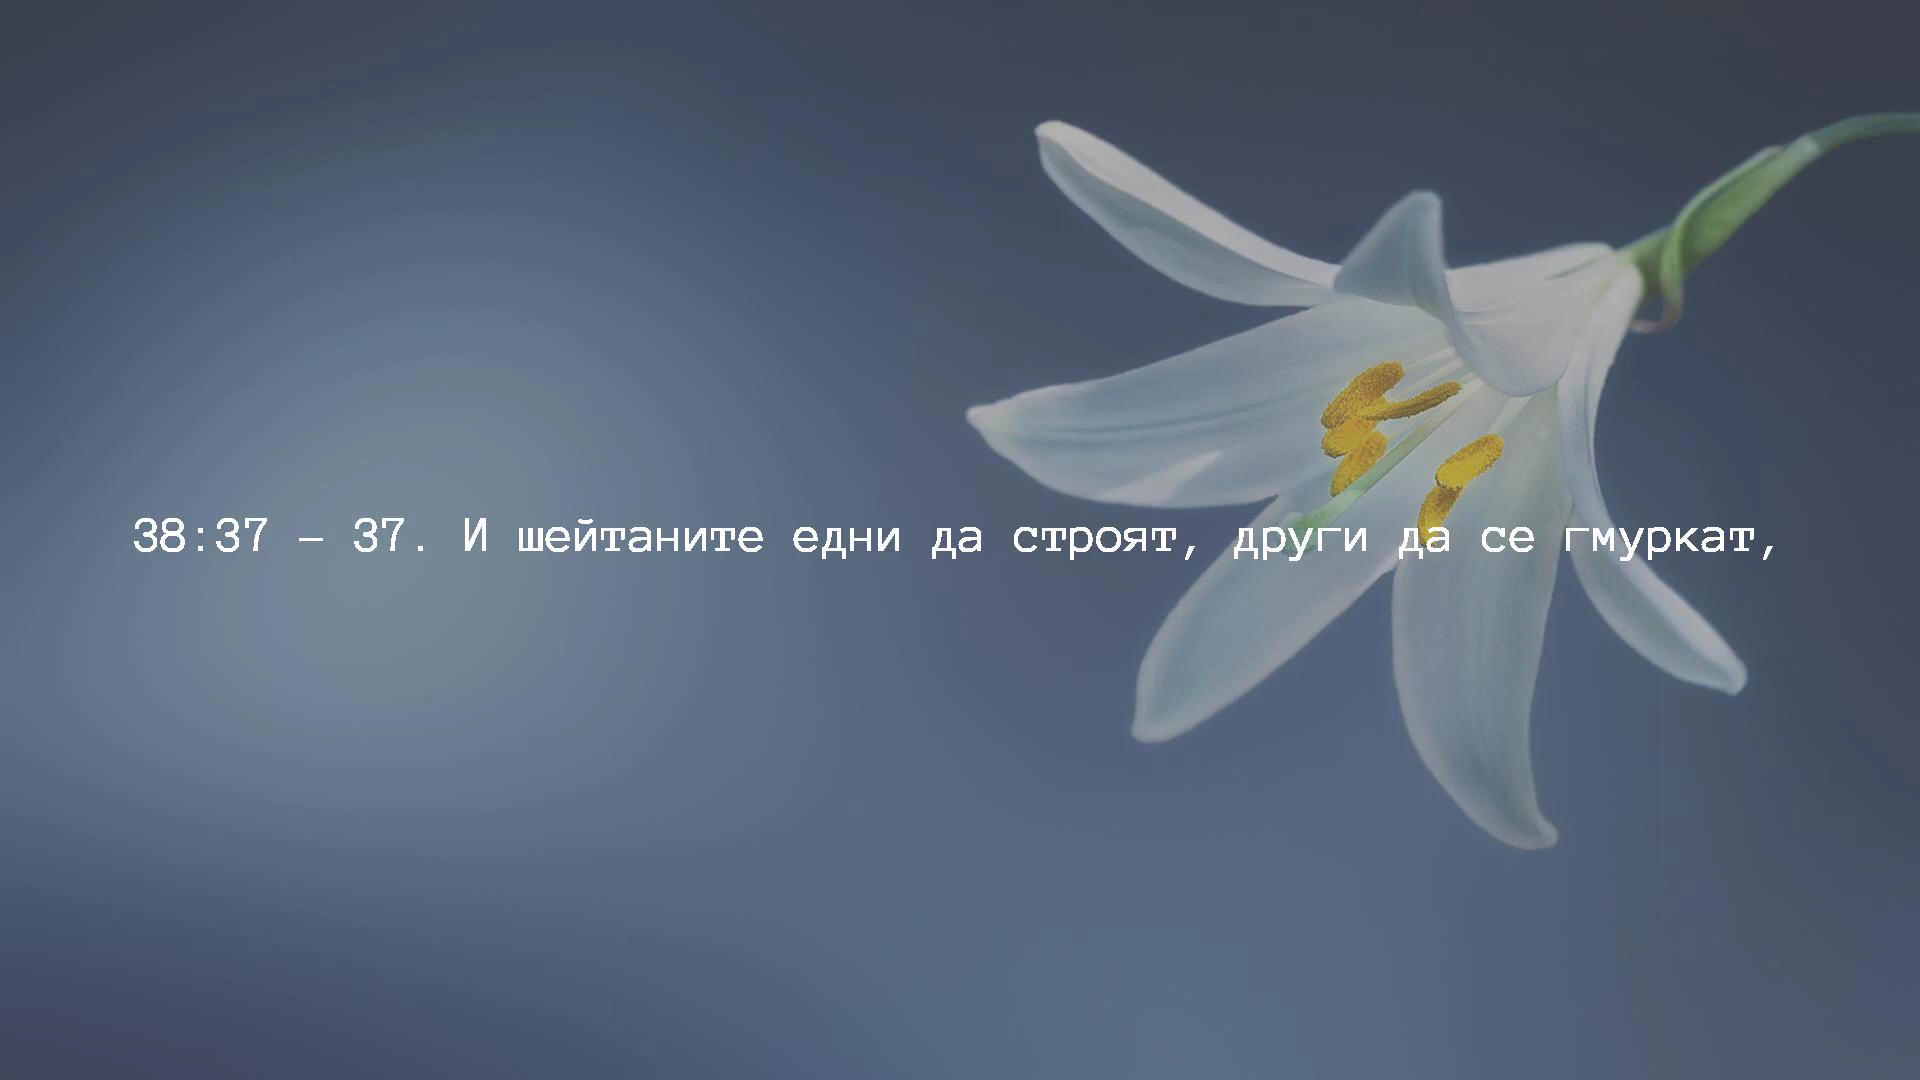 38:37 – 37. И шейтаните едни да строят, други да се гмуркат,